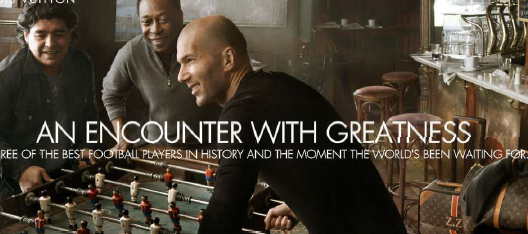 VUITTON
AN ENCOUNTER WITH GREATNESS
REE OF THE BEST FOOTBALL PLAYERS IN HISTORY AND THE MOMENT THE WORLD'S BEEN WAITING FOR.
Z.Z